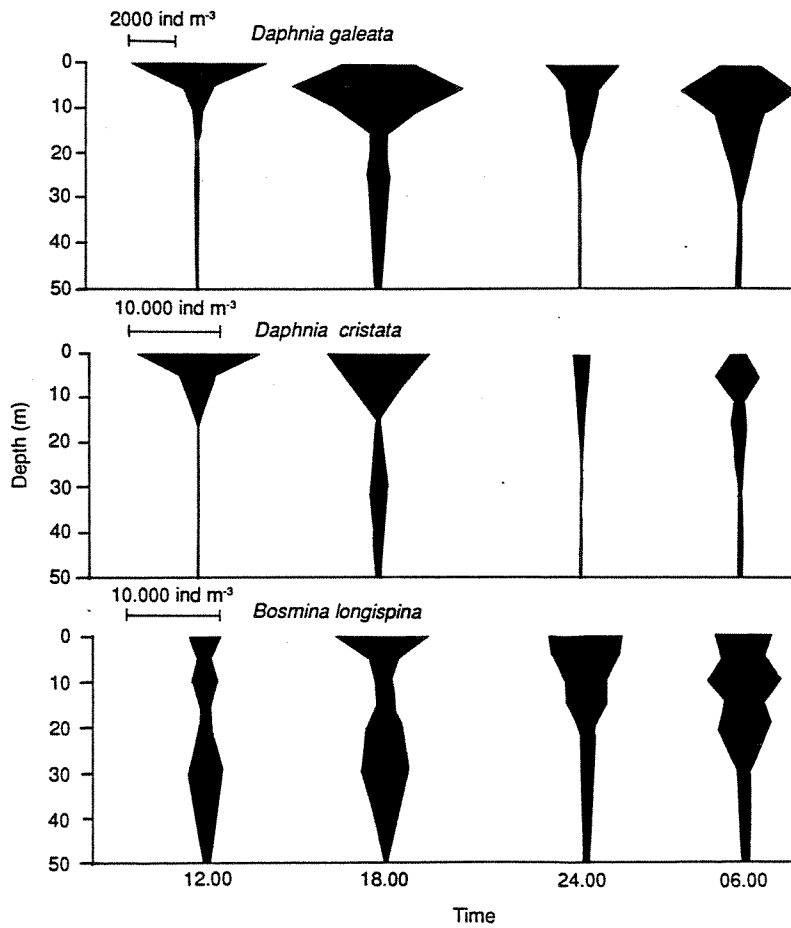 2000 ind m⁻³
Daphnia galeata
0
10
20
30
40
50
10.000 ind m⁻³
Daphnia cristata
0
10
20
30
40
50
Depth (m)
10.000 ind m⁻³
Bosmina longispina
0
10
20
30
40
50
12.00 18.00 24.00 06.00
Time